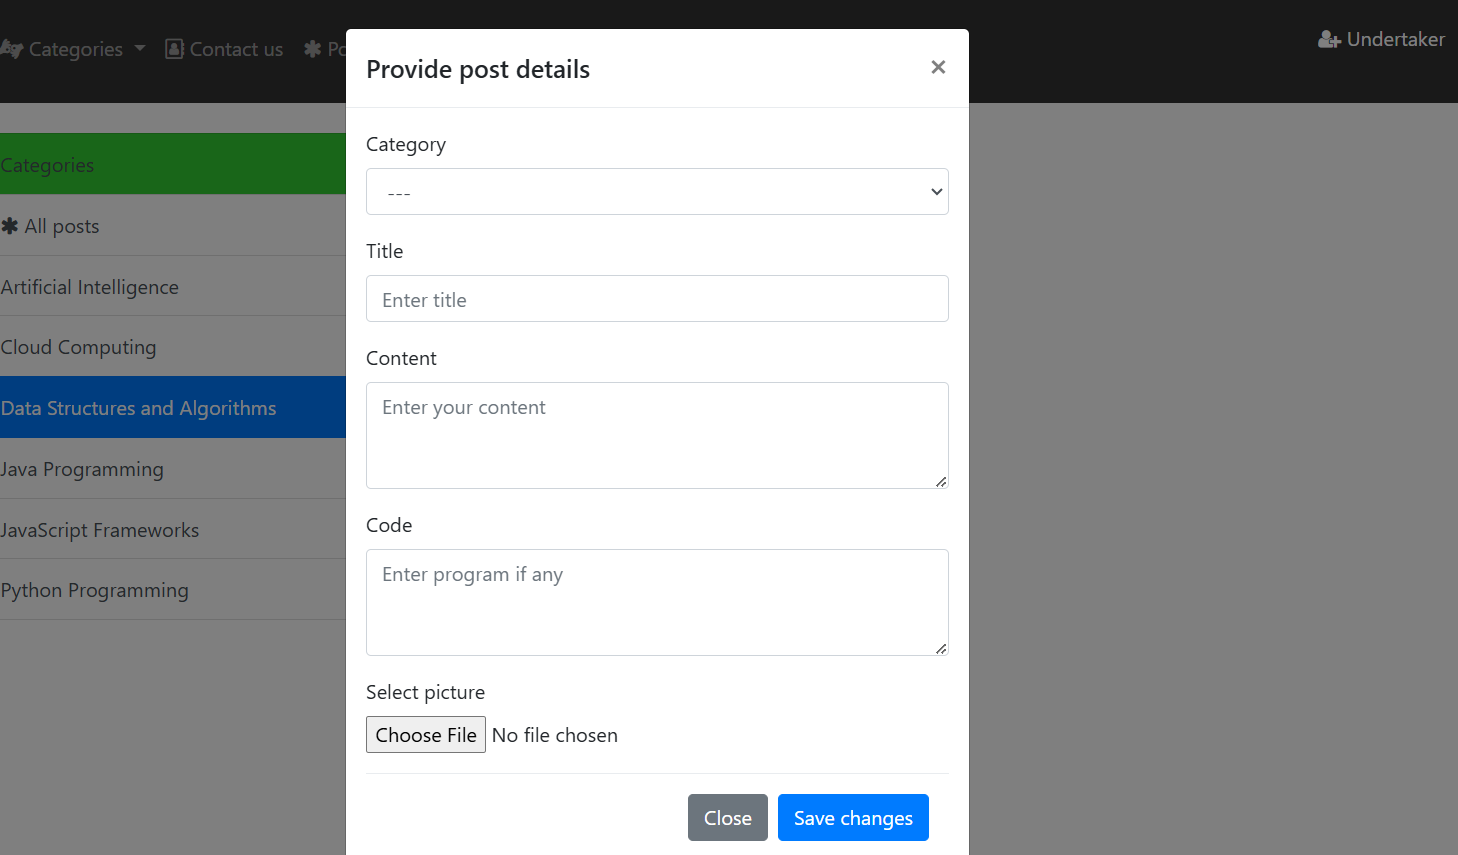 Categories Contact us Po Undertaker
Provide post details ×
Category
---
Title
Enter title
Content
Enter your content
Code
Enter program if any
Select picture
Choose File No file chosen
Close Save changes
Categories
All posts
Artificial Intelligence
Cloud Computing
Data Structures and Algorithms
Java Programming
JavaScript Frameworks
Python Programming